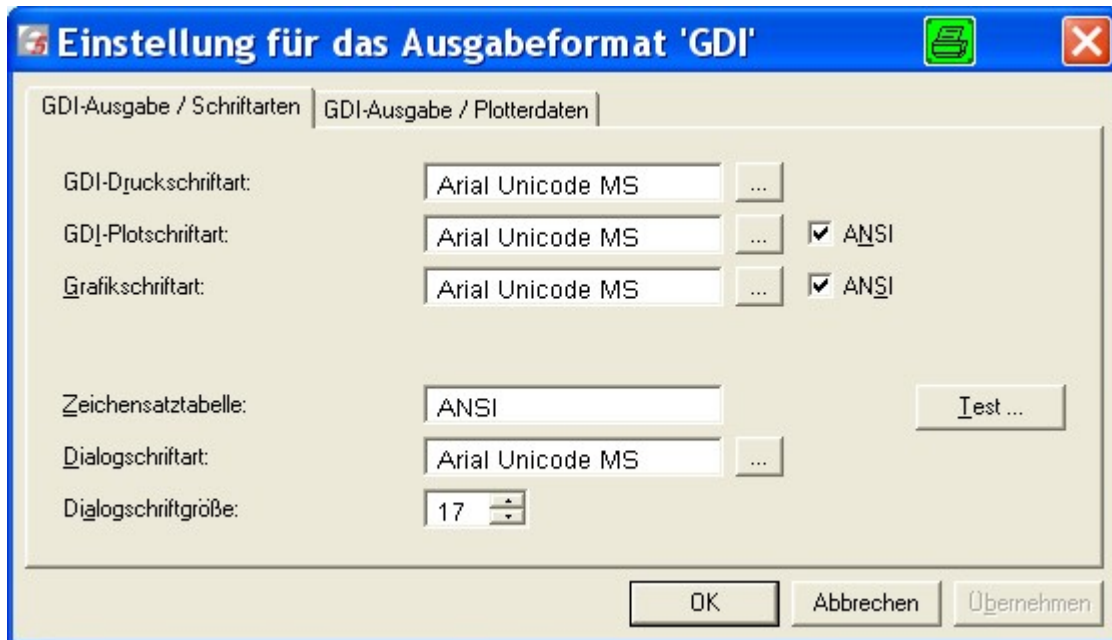 Einstellung für das Ausgabeformat 'GDI'
GDI-Ausgabe / Schriftarten GDI-Ausgabe / Plotterdaten
GDI-Druckschriftart: Arial Unicode MS ...
GDI-Plotschriftart: Arial Unicode MS ... ANSI
Grafikschriftart: Arial Unicode MS ... ANSI
Zeichensatztabelle: ANSI Test ...
Dialogschriftart: Arial Unicode MS ...
Dialogschriftgröße: 17
OK Abbrechen Übernehmen